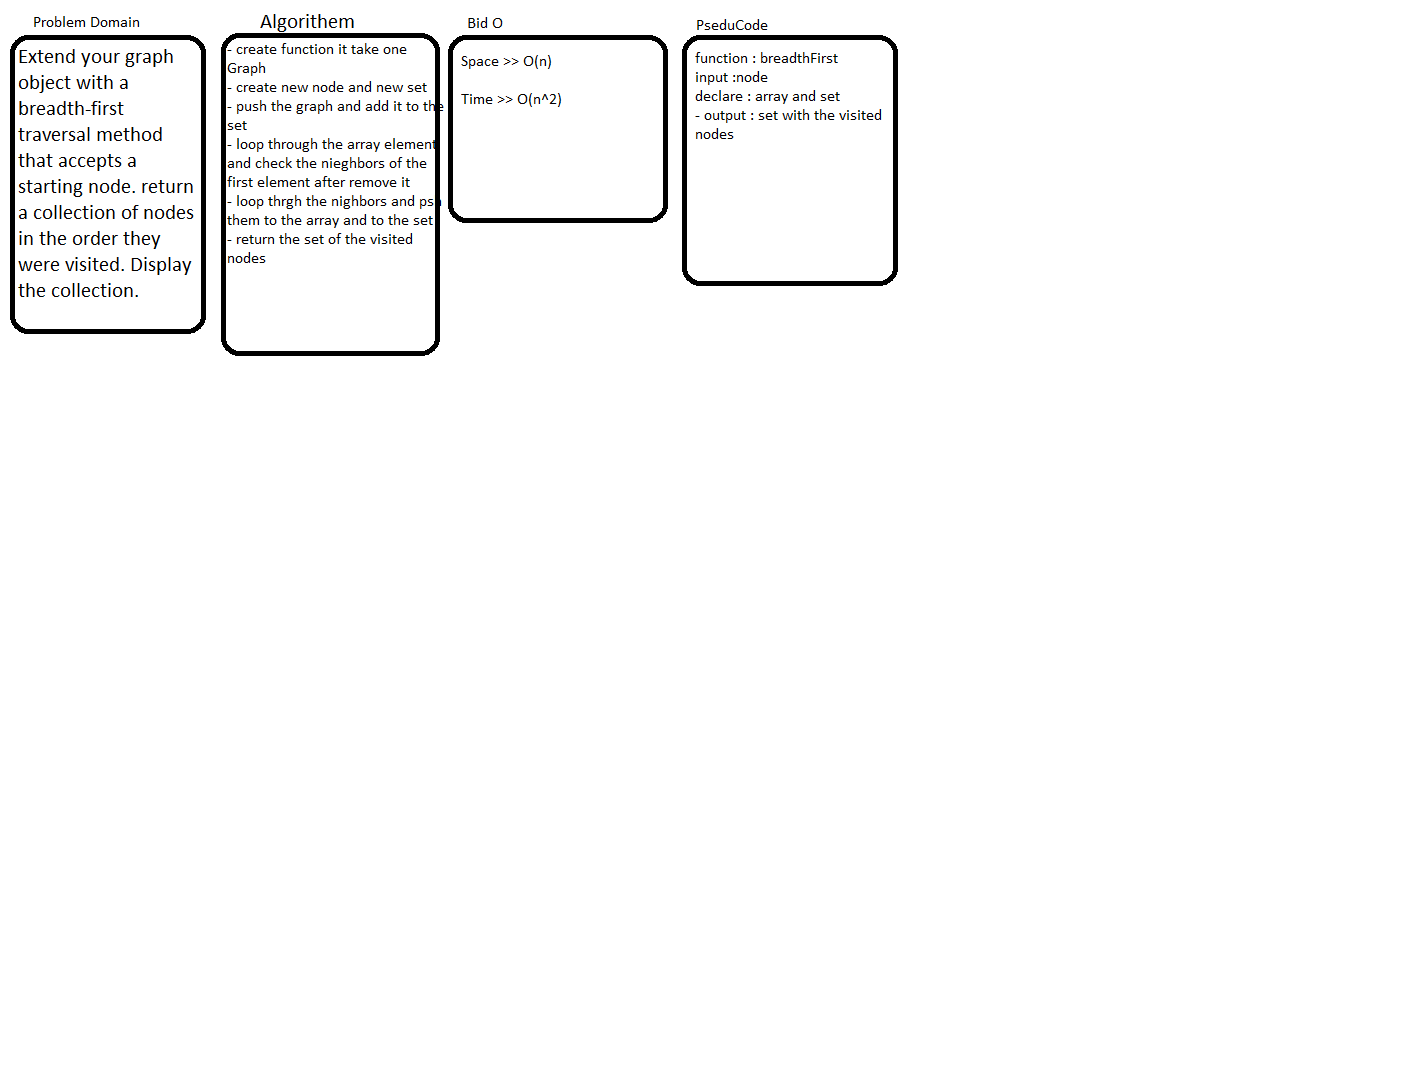 Problem Domain
Extend your graph
object with a
breadth-first
traversal method
that accepts a
starting node. return
a collection of nodes
in the order they
were visited. Display
the collection.
Algorithem
- create function it take one
Graph
- create new node and new set
- push the graph and add it to the
set
- loop through the array element
and check the nieghbors of the
first element after remove it
- loop thrgh the nighbors and psh
them to the array and to the set
- return the set of the visited
nodes
Bid O
Space >> O(n)
Time >> O(n^2)
PseduCode
function : breadthFirst
input :node
declare : array and set
- output : set with the visited
nodes